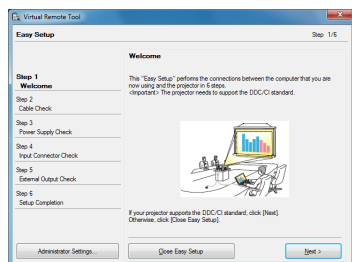 Virtual Remote Tool
Easy Setup
Step 1/6
Step 1
Welcome
Step 2
Cable Check
Step 3
Power Supply Check
Step 4
Input Connector Check
Step 5
External Output Check
Step 6
Setup Completion
Welcome
This "Easy Setup" performs the connections between the computer that you are
now using and the projector in 6 steps.
<Important> The projector needs to support the DDC/CI standard.
If your projector supports the DDC/CI standard, click [Next].
Otherwise, click [Close Easy Setup].
Administrator Settings...
Close Easy Setup
Next >